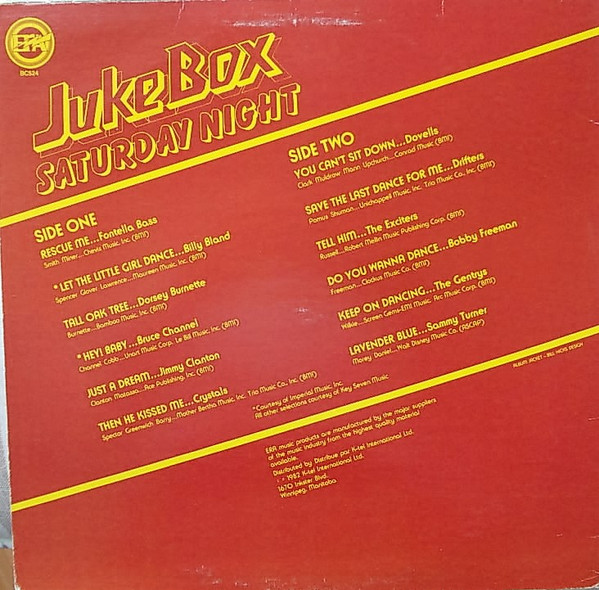 ERA
BC524
JukeBox
SATURDAY NIGHT
SIDE ONE
RESCUE ME...Fontella Bass
Smith Miner...Chevis Music, Inc. (BMI)
*LET THE LITTLE GIRL DANCE...Billy Bland
Spencer Glover Lawrence...Maureen Music, Inc. (BMI)
TALL OAK TREE...Dorsey Burnette
Burnette...Bamboo Music, Inc. (BMI)
*HEY! BABY...Bruce Channel
Channel Cobb...Unart Music Corp. Le Bill Music, Inc. (BMI)
JUST A DREAM...Jimmy Clanton
Clanton Matassa...Ace Publishing, Inc. (BMI)
THEN HE KISSED ME...Crystals
Spector Greenwich Barry...Mother Bertha Music, Inc. Trio Music Co., Inc. (BMI)
SIDE TWO
YOU CAN'T SIT DOWN...Dovells
Clark Muldrow Mann Upchurch...Conrad Music (BMI)
SAVE THE LAST DANCE FOR ME...Drifters
Pomus Shuman...Unichappell Music, Inc. Trio Music Co., Inc. (BMI)
TELL HIM...The Exciters
Russell...Robert Mellin Music Publishing Corp. (BMI)
DO YOU WANNA DANCE...Bobby Freeman
Freeman...Clockus Music Co. (BMI)
KEEP ON DANCING...The Gentrys
Wilkie...Screen Gems-EMI Music, Arc Music Corp. (BMI)
LAVENDER BLUE...Sammy Turner
Morey Daniel...Walt Disney Music Co. (ASCAP)
*Courtesy of Imperial Music, Inc.
All other selections courtesy of Key Seven Music
ALBUM JACKET - BILL HICKS DESIGN
ERA music products are manufactured by the major suppliers
of the music industry from the highest quality material
available.
Distributed by Distribue par K-tel International Ltd.
1982 K-tel International Ltd.
1670 Inkster Blvd.,
Winnipeg, Manitoba